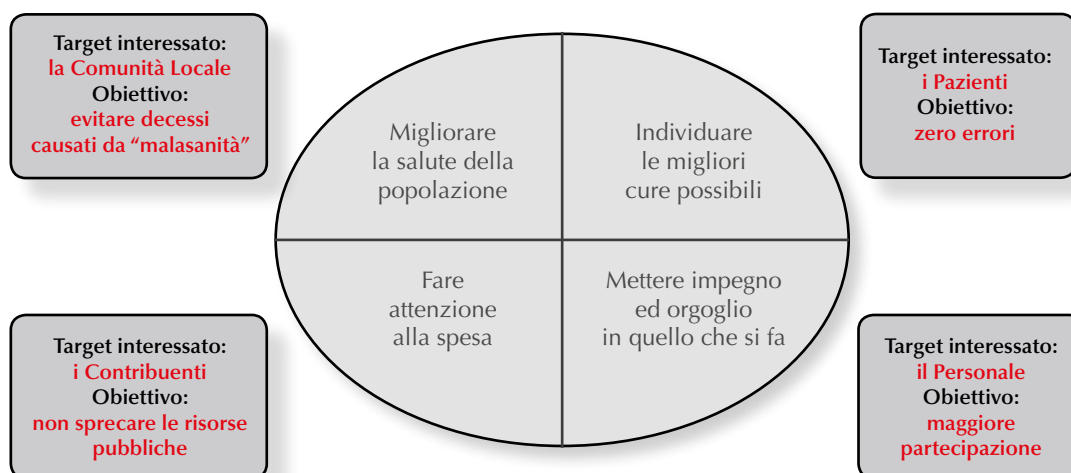 Target interessato:
la Comunità Locale
Obiettivo:
evitare decessi
causati da “malasanità”
Target interessato:
i Pazienti
Obiettivo:
zero errori
Migliorare
la salute della
popolazione
Individuare
le migliori
cure possibili
Fare
attenzione
alla spesa
Mettere impegno
ed orgoglio
in quello che si fa
Target interessato:
i Contribuenti
Obiettivo:
non sprecare le risorse
pubbliche
Target interessato:
il Personale
Obiettivo:
maggiore
partecipazione